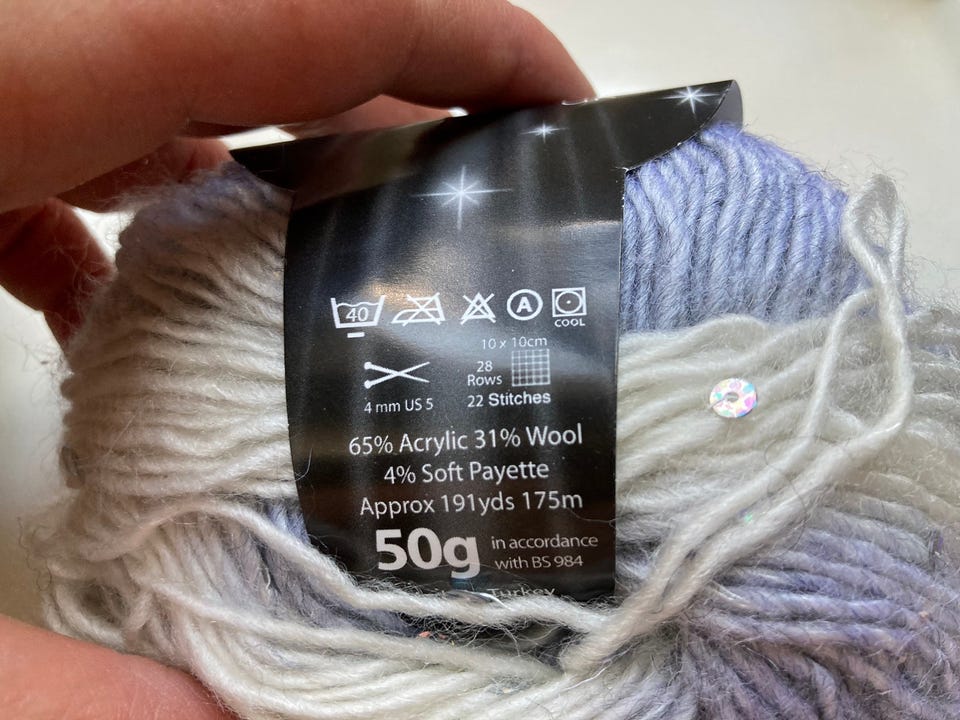 40 A
COOL
10 x 10cm
28
Rows
4 mm US 5
22 Stitches
65% Acrylic 31% Wool
4% Soft Payette
Approx 191yds 175m
50g in accordance
with BS 984
Turkey